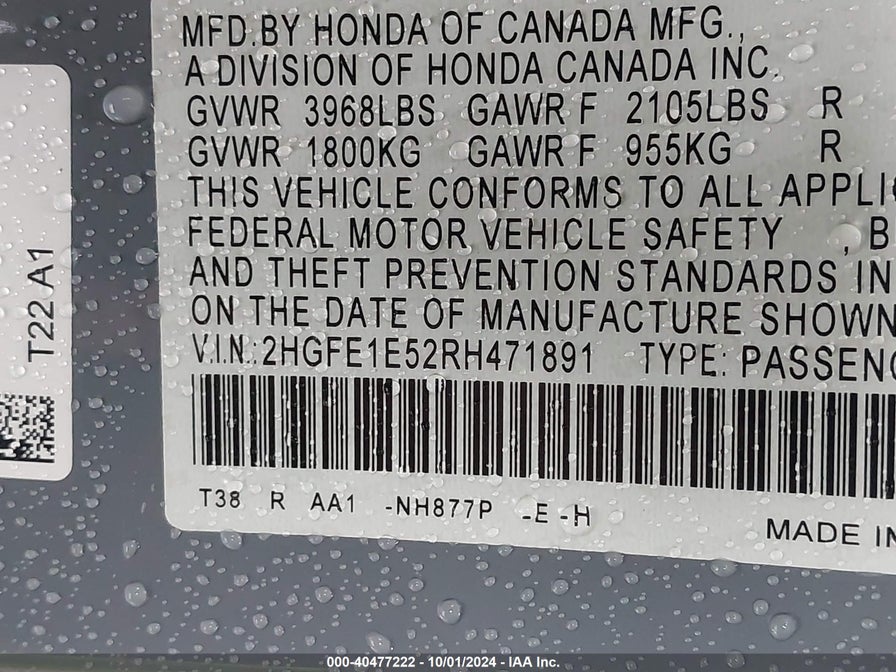 MFD.BY HONDA OF CANADA MFG.,
A DIVISION OF HONDA CANADA INC.
GVWR 3968LBS GAWR F 2105LBS R
GVWR 1800KG GAWR F 955KG R
THIS VEHICLE CONFORMS TO ALL APPLI
FEDERAL MOTOR VEHICLE SAFETY , B
AND THEFT PREVENTION STANDARDS IN
ON THE DATE OF MANUFACTURE SHOWN
V.I.N.:2HGFE1E52RH471891 TYPE: PASSENG
T38 R AA1 -NH877P -E -H
MADE IN
T22 A1
000-40477222 - 10/01/2024 - IAA Inc.